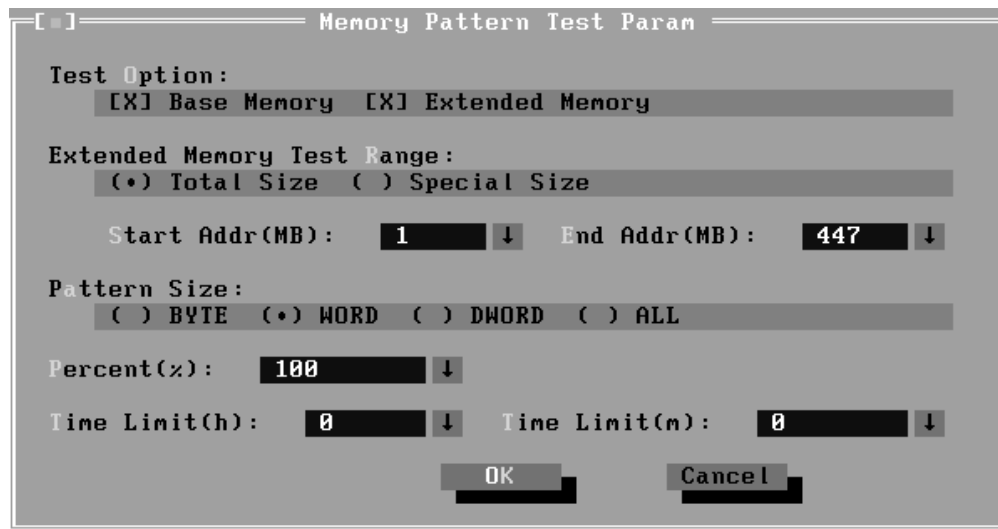 [■] Memory Pattern Test Param
Test Option:
[X] Base Memory [X] Extended Memory
Extended Memory Test Range:
(•) Total Size ( ) Special Size
Start Addr(MB): 1 ↓ End Addr(MB): 447 ↓
Pattern Size:
( ) BYTE (•) WORD ( ) DWORD ( ) ALL
Percent(%): 100 ↓
Time Limit(h): 0 ↓ Time Limit(m): 0 ↓
OK Cancel